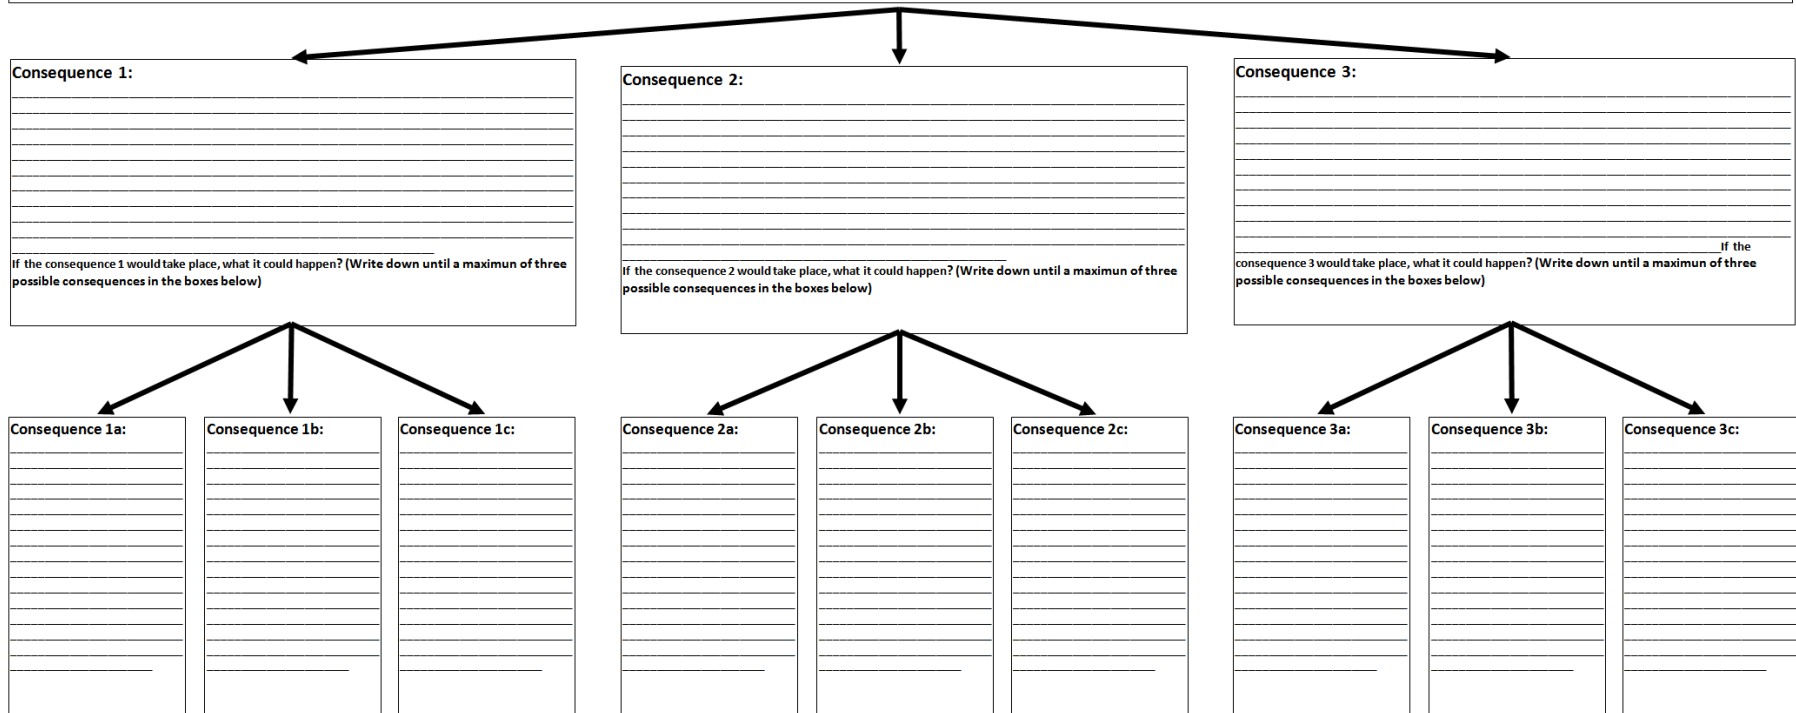 Consequence 1:
If the consequence 1 would take place, what it could happen? (Write down until a maximun of three
possible consequences in the boxes below)
Consequence 2:
If the consequence 2 would take place, what it could happen? (Write down until a maximun of three
possible consequences in the boxes below)
Consequence 3:
If the
consequence 3 would take place, what it could happen? (Write down until a maximun of three
possible consequences in the boxes below)
Consequence 1a:
Consequence 1b:
Consequence 1c:
Consequence 2a:
Consequence 2b:
Consequence 2c:
Consequence 3a:
Consequence 3b:
Consequence 3c: